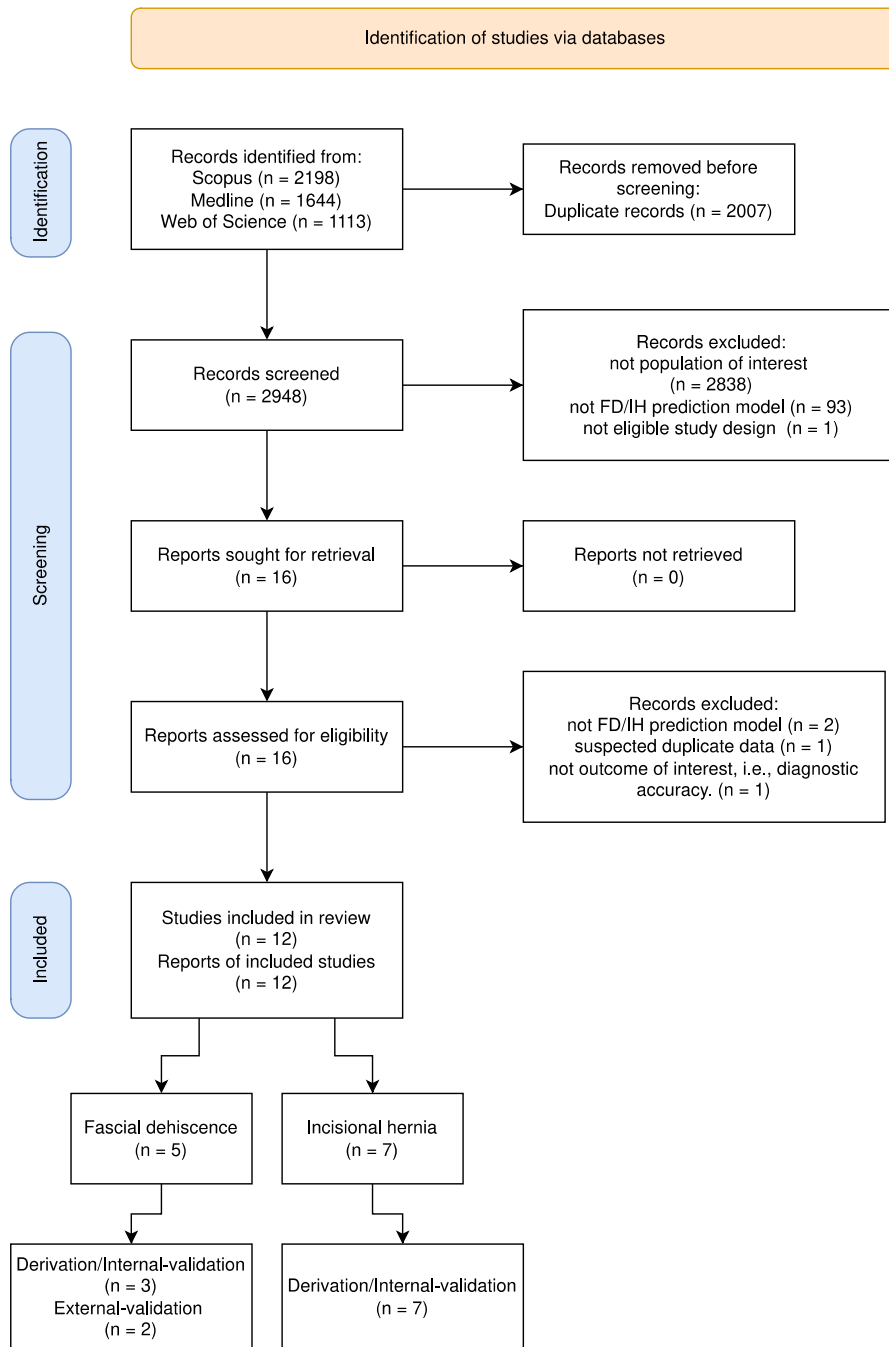 Identification of studies via databases
Identification
Records identified from:
Scopus (n = 2198)
Medline (n = 1644)
Web of Science (n = 1113)
Records removed before
screening:
Duplicate records (n = 2007)
Screening
Records screened
(n = 2948)
Records excluded:
not population of interest
(n = 2838)
not FD/IH prediction model (n = 93)
not eligible study design (n = 1)
Reports sought for retrieval
(n = 16)
Reports not retrieved
(n = 0)
Reports assessed for eligibility
(n = 16)
Records excluded:
not FD/IH prediction model (n = 2)
suspected duplicate data (n = 1)
not outcome of interest, i.e., diagnostic
accuracy. (n = 1)
Included
Studies included in review
(n = 12)
Reports of included studies
(n = 12)
Fascial dehiscence
(n = 5)
Incisional hernia
(n = 7)
Derivation/Internal-validation
(n = 3)
External-validation
(n = 2)
Derivation/Internal-validation
(n = 7)